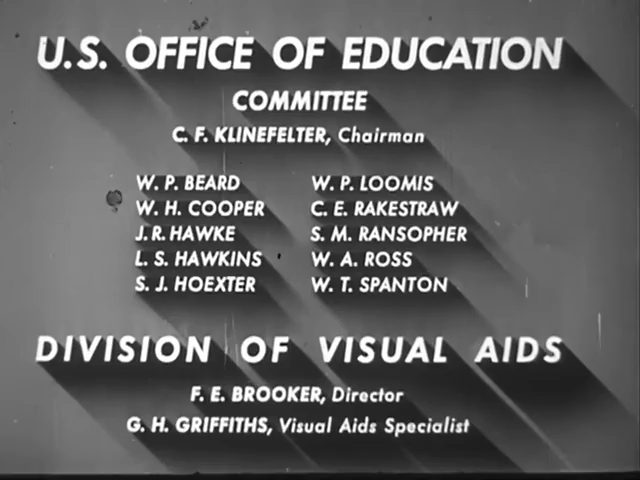 U.S. OFFICE OF EDUCATION
COMMITTEE
C. F. KLINEFELTER, Chairman
W. P. BEARD
W. H. COOPER
J. R. HAWKE
L. S. HAWKINS
S. J. HOEXTER
W. P. LOOMIS
C. E. RAKESTRAW
S. M. RANSOPHER
W. A. ROSS
W. T. SPANTON
DIVISION OF VISUAL AIDS
F. E. BROOKER, Director
G. H. GRIFFITHS, Visual Aids Specialist